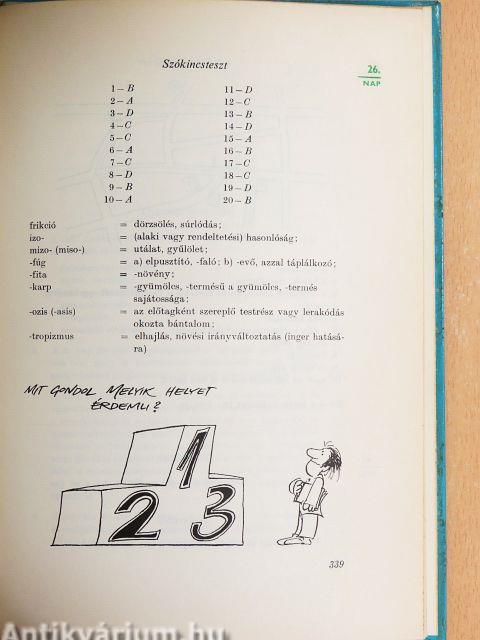 Szókincsteszt
26.
NAP
1 – B
2 – A
3 – D
4 – C
5 – C
6 – A
7 – C
8 – D
9 – B
10 – A
11 – D
12 – C
13 – B
14 – D
15 – A
16 – B
17 – C
18 – C
19 – D
20 – B
frikció = dörzsölés, súrlódás;
izo- = (alaki vagy rendeltetési) hasonlóság;
mizo- (miso-) = utálat, gyűlölet;
-fúg = a) elpusztító, -faló; b) -evő, azzal táplálkozó;
-fita = -növény;
-karp = -gyümölcs, -termésű a gyümölcs, -termés
sajátossága;
-ozis (-asis) = az előtagként szereplő testrész vagy lerakódás
okozta bántalom;
-tropizmus = elhajlás, növési irányváltoztatás (inger hatásá-
ra)
MIT GONDOL MELYIK HELYET
ÉRDEMLI?
1
2 3
339
Antikvárium.hu